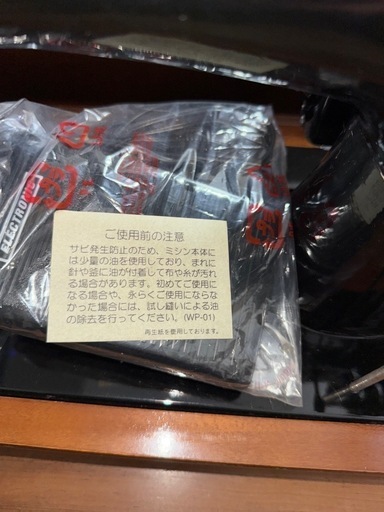 ELECTRONIC
ご使用前の注意
サビ発生防止のため、ミシン本体に
は少量の油を使用しており、まれに
針や釜に油が付着して布や糸が汚れ
る場合があります。初めてご使用に
なる場合や、永らくご使用にならな
かった場合には、試し縫いによる油
の除去を行ってください。(WP-01)
再生紙を使用しております。